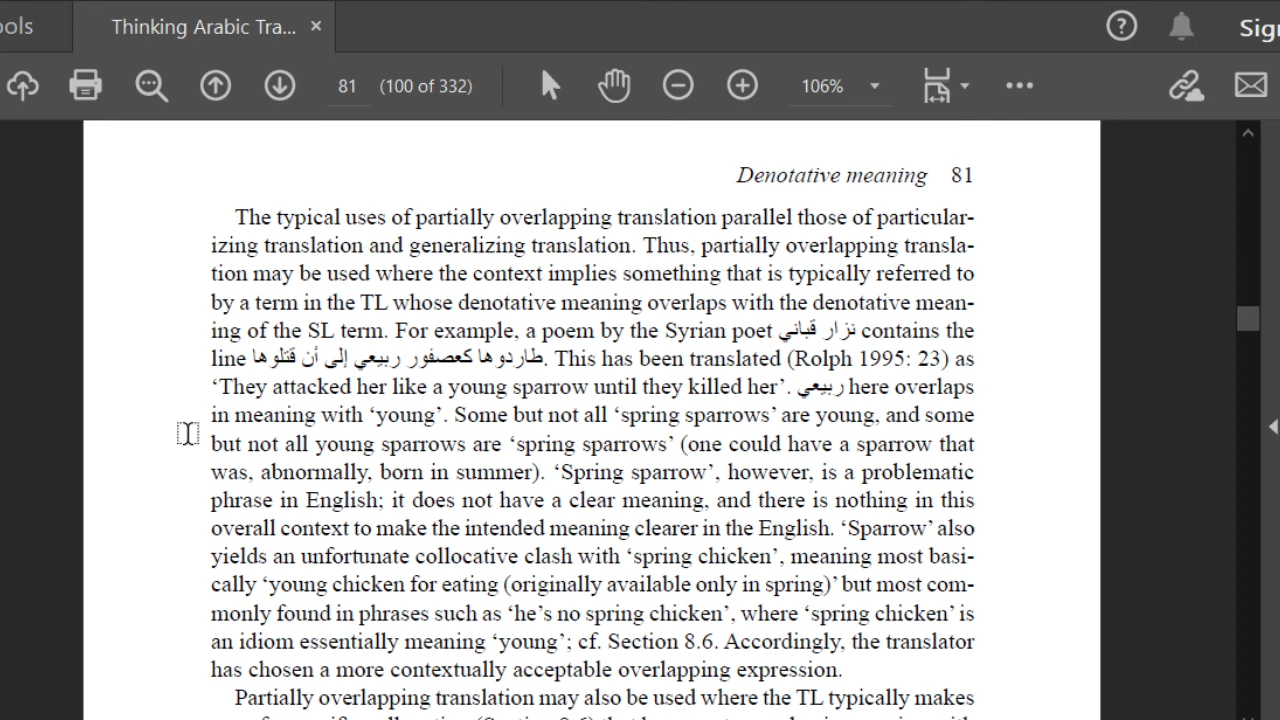 ools
Thinking Arabic Tra... ×
?
Sig
81 (100 of 332)
106%
Denotative meaning 81
The typical uses of partially overlapping translation parallel those of particular-
izing translation and generalizing translation. Thus, partially overlapping transla-
tion may be used where the context implies something that is typically referred to
by a term in the TL whose denotative meaning overlaps with the denotative mean-
ing of the SL term. For example, a poem by the Syrian poet نزار قباني contains the
line طاردوها كعصفور ربيعي إلى أن قتلوها. This has been translated (Rolph 1995: 23) as
‘They attacked her like a young sparrow until they killed her’. ربيعي here overlaps
in meaning with ‘young’. Some but not all ‘spring sparrows’ are young, and some
but not all young sparrows are ‘spring sparrows’ (one could have a sparrow that
was, abnormally, born in summer). ‘Spring sparrow’, however, is a problematic
phrase in English; it does not have a clear meaning, and there is nothing in this
overall context to make the intended meaning clearer in the English. ‘Sparrow’ also
yields an unfortunate collocative clash with ‘spring chicken’, meaning most basi-
cally ‘young chicken for eating (originally available only in spring)’ but most com-
monly found in phrases such as ‘he’s no spring chicken’, where ‘spring chicken’ is
an idiom essentially meaning ‘young’; cf. Section 8.6. Accordingly, the translator
has chosen a more contextually acceptable overlapping expression.
Partially overlapping translation may also be used where the TL typically makes